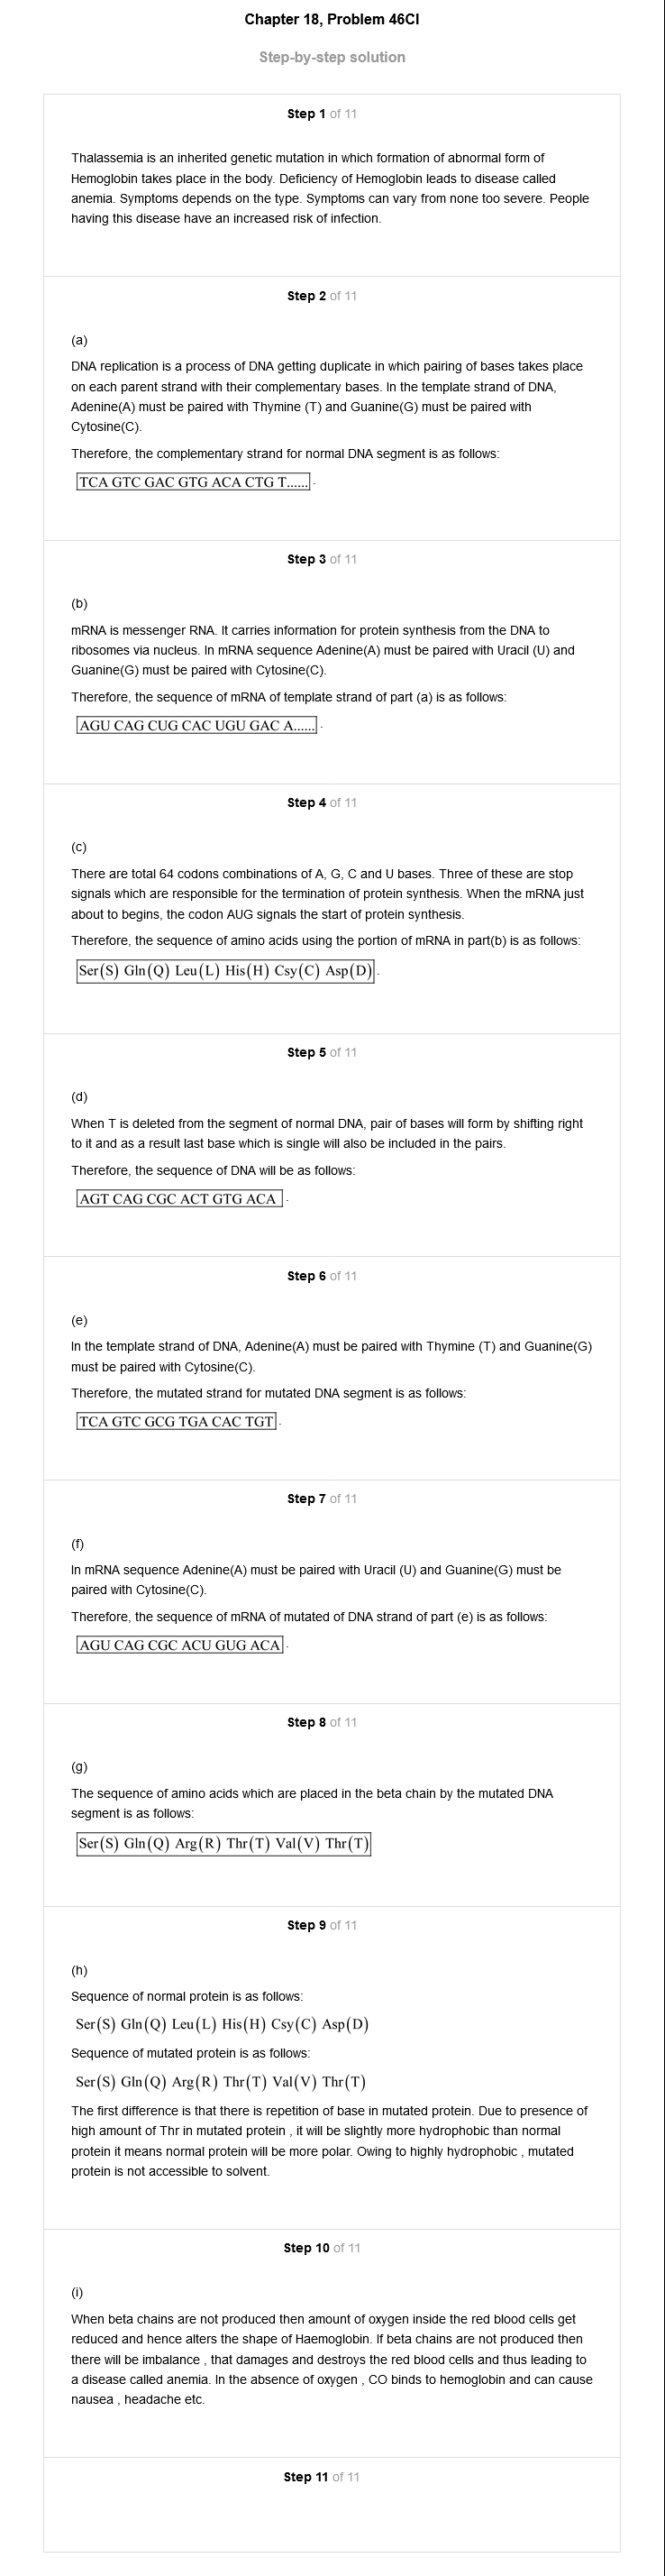 Chapter 18, Problem 46CI
Step-by-step solution
Step 1 of 11
Thalassemia is an inherited genetic mutation in which formation of abnormal form of
Hemoglobin takes place in the body. Deficiency of Hemoglobin leads to disease called
anemia. Symptoms depends on the type. Symptoms can vary from none too severe. People
having this disease have an increased risk of infection.
Step 2 of 11
(a)
DNA replication is a process of DNA getting duplicate in which pairing of bases takes place
on each parent strand with their complementary bases. In the template strand of DNA,
Adenine(A) must be paired with Thymine (T) and Guanine(G) must be paired with
Cytosine(C).
Therefore, the complementary strand for normal DNA segment is as follows:
TCA GTC GAC GTG ACA CTG T...... .
Step 3 of 11
(b)
mRNA is messenger RNA. It carries information for protein synthesis from the DNA to
ribosomes via nucleus. In mRNA sequence Adenine(A) must be paired with Uracil (U) and
Guanine(G) must be paired with Cytosine(C).
Therefore, the sequence of mRNA of template strand of part (a) is as follows:
AGU CAG CUG CAC UGU GAC A...... .
Step 4 of 11
(c)
There are total 64 codons combinations of A, G, C and U bases. Three of these are stop
signals which are responsible for the termination of protein synthesis. When the mRNA just
about to begins, the codon AUG signals the start of protein synthesis.
Therefore, the sequence of amino acids using the portion of mRNA in part(b) is as follows:
Ser(S) Gln(Q) Leu(L) His(H) Csy(C) Asp(D) .
Step 5 of 11
(d)
When T is deleted from the segment of normal DNA, pair of bases will form by shifting right
to it and as a result last base which is single will also be included in the pairs.
Therefore, the sequence of DNA will be as follows:
AGT CAG CGC ACT GTG ACA .
Step 6 of 11
(e)
In the template strand of DNA, Adenine(A) must be paired with Thymine (T) and Guanine(G)
must be paired with Cytosine(C).
Therefore, the mutated strand for mutated DNA segment is as follows:
TCA GTC GCG TGA CAC TGT .
Step 7 of 11
(f)
In mRNA sequence Adenine(A) must be paired with Uracil (U) and Guanine(G) must be
paired with Cytosine(C).
Therefore, the sequence of mRNA of mutated of DNA strand of part (e) is as follows:
AGU CAG CGC ACU GUG ACA .
Step 8 of 11
(g)
The sequence of amino acids which are placed in the beta chain by the mutated DNA
segment is as follows:
Ser(S) Gln(Q) Arg(R) Thr(T) Val(V) Thr(T)
Step 9 of 11
(h)
Sequence of normal protein is as follows:
Ser(S) Gln(Q) Leu(L) His(H) Csy(C) Asp(D)
Sequence of mutated protein is as follows:
Ser(S) Gln(Q) Arg(R) Thr(T) Val(V) Thr(T)
The first difference is that there is repetition of base in mutated protein. Due to presence of
high amount of Thr in mutated protein , it will be slightly more hydrophobic than normal
protein it means normal protein will be more polar. Owing to highly hydrophobic , mutated
protein is not accessible to solvent.
Step 10 of 11
(i)
When beta chains are not produced then amount of oxygen inside the red blood cells get
reduced and hence alters the shape of Haemoglobin. If beta chains are not produced then
there will be imbalance , that damages and destroys the red blood cells and thus leading to
a disease called anemia. In the absence of oxygen , CO binds to hemoglobin and can cause
nausea , headache etc.
Step 11 of 11